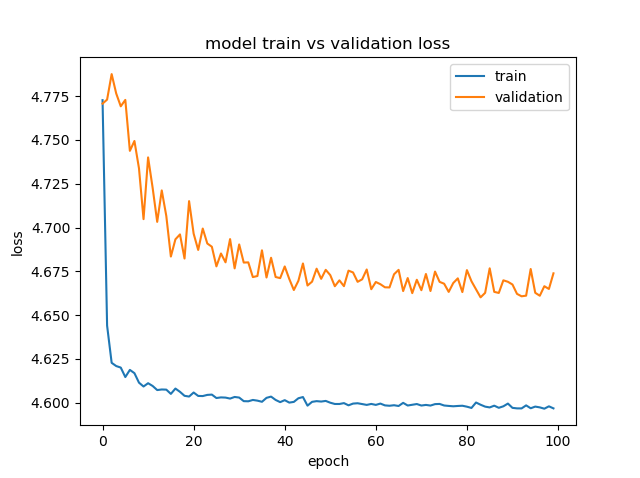 model train vs validation loss
train
validation
4.775
4.750
4.725
4.700
4.675
4.650
4.625
4.600
loss
0 20 40 60 80 100
epoch